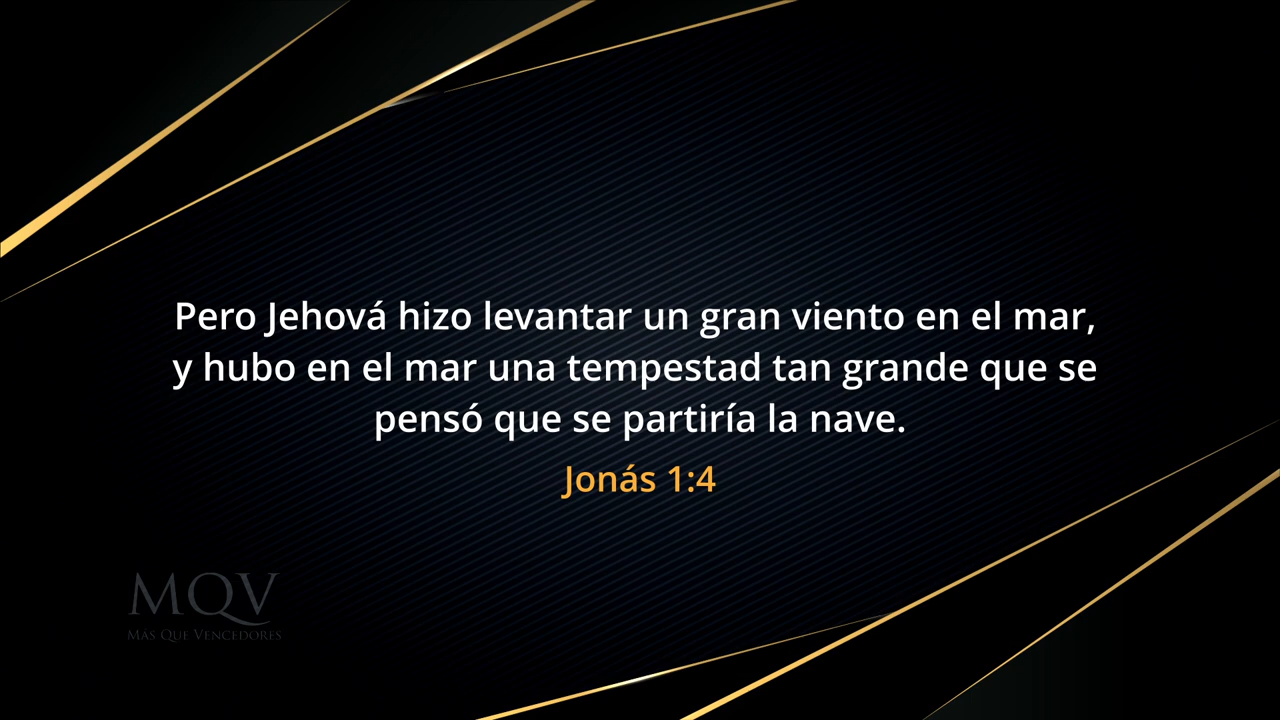 Pero Jehová hizo levantar un gran viento en el mar,
y hubo en el mar una tempestad tan grande que se
pensó que se partiría la nave.
Jonás 1:4
MQV
Más Que Vencedores